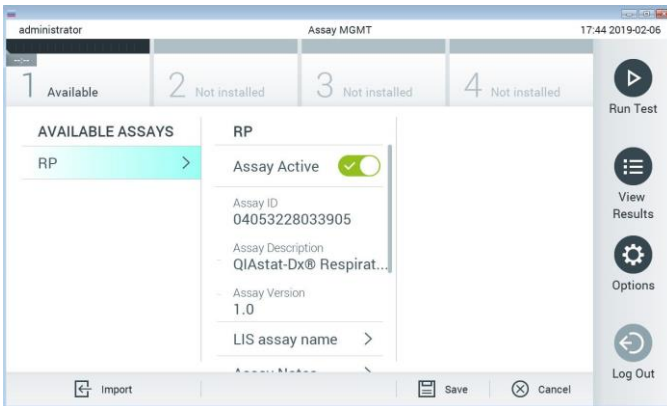 administrator Assay MGMT 17:44 2019-02-06
--:--
1 Available 2 Not installed 3 Not installed 4 Not installed
Run Test
AVAILABLE ASSAYS
RP
RP
Assay Active
Assay ID
04053228033905
Assay Description
QIAstat-Dx® Respirat...
Assay Version
1.0
LIS assay name
Assay Notes
View
Results
Options
Log Out
Import
Save
Cancel